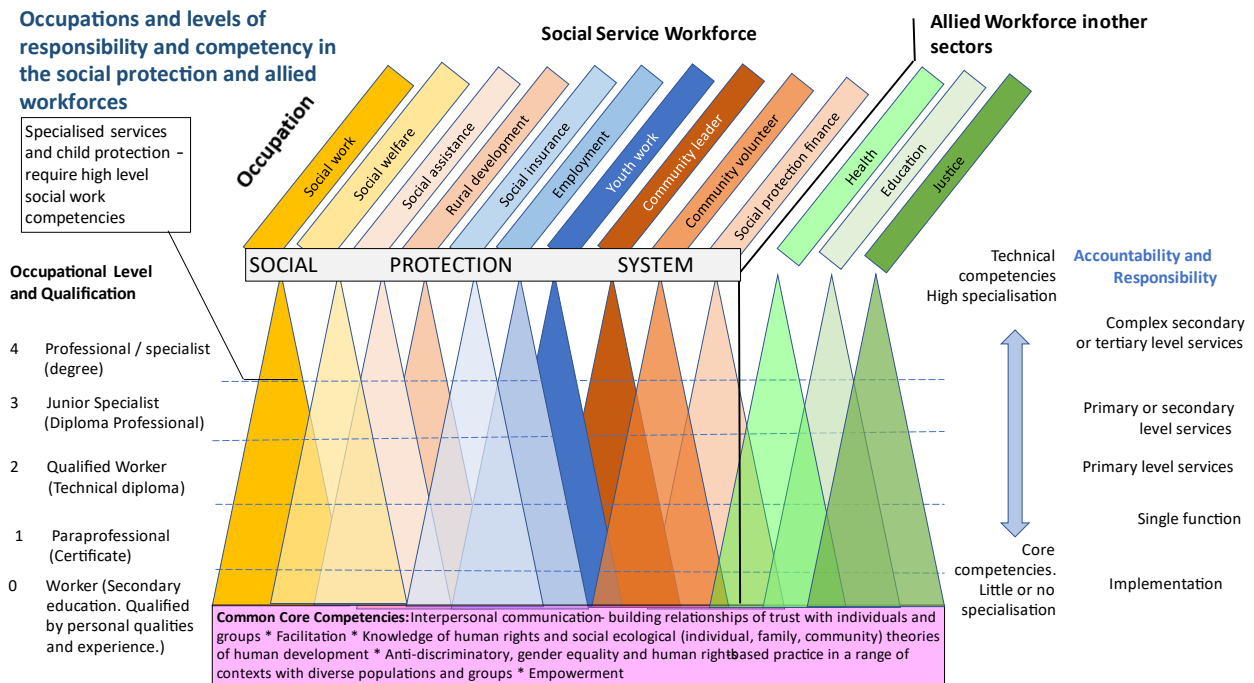 Occupations and levels of
responsibility and competency in
the social protection and allied
workforces
Social Service Workforce
Allied Workforce inother
sectors
Specialised services
and child protection –
require high level
social work
competencies
Occupation
Social work
Social welfare
Social assistance
Rural development
Social insurance
Employment
Youth work
Community leader
Community volunteer
Social protection finance
Health
Education
Justice
SOCIAL PROTECTION SYSTEM
Occupational Level
and Qualification
4 Professional / specialist
(degree)
3 Junior Specialist
(Diploma Professional)
2 Qualified Worker
(Technical diploma)
1 Paraprofessional
(Certificate)
0 Worker (Secondary
education. Qualified
by personal qualities
and experience.)
Technical
competencies
High specialisation
Core
competencies.
Little or no
specialisation
Accountability and
Responsibility
Complex secondary
or tertiary level services
Primary or secondary
level services
Primary level services
Single function
Implementation
Common Core Competencies: Interpersonal communication– building relationships of trust with individuals and
groups * Facilitation * Knowledge of human rights and social ecological (individual, family, community) theories
of human development * Anti-discriminatory, gender equality and human rights-based practice in a range of
contexts with diverse populations and groups * Empowerment